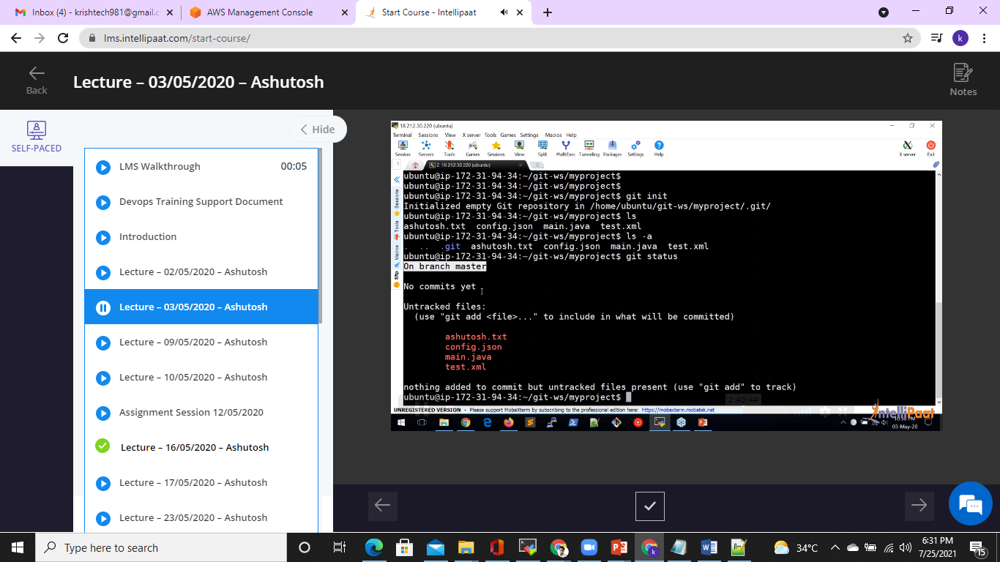 Inbox (4) - krishtech981@gmail.c
AWS Management Console
Start Course - Intellipaat
lms.intellipaat.com/start-course/
k
Back
Lecture – 03/05/2020 – Ashutosh
Notes
SELF-PACED
Hide
LMS Walkthrough 00:05
Devops Training Support Document
Introduction
Lecture – 02/05/2020 – Ashutosh
Lecture – 03/05/2020 – Ashutosh
Lecture – 09/05/2020 – Ashutosh
Lecture – 10/05/2020 – Ashutosh
Assignment Session 12/05/2020
Lecture – 16/05/2020 – Ashutosh
Lecture – 17/05/2020 – Ashutosh
Lecture – 23/05/2020 – Ashutosh
18.212.30.220 (ubuntu)
Terminal Sessions View X server Tools Games Settings Macros Help
Session Servers Tools Games Sessions View Split MultiExec Tunneling Packages Settings Help X server Exit
2. 18.212.30.220 (ubuntu)
Sessions
Tools
Macros
Sftp
ubuntu@ip-172-31-94-34:~/git-ws/myproject$
ubuntu@ip-172-31-94-34:~/git-ws/myproject$
ubuntu@ip-172-31-94-34:~/git-ws/myproject$ git init
Initialized empty Git repository in /home/ubuntu/git-ws/myproject/.git/
ubuntu@ip-172-31-94-34:~/git-ws/myproject$ ls
ashutosh.txt config.json main.java test.xml
ubuntu@ip-172-31-94-34:~/git-ws/myproject$ ls -a
. .. .git ashutosh.txt config.json main.java test.xml
ubuntu@ip-172-31-94-34:~/git-ws/myproject$ git status
On branch master
No commits yet
Untracked files:
(use "git add <file>..." to include in what will be committed)
ashutosh.txt
config.json
main.java
test.xml
nothing added to commit but untracked files present (use "git add" to track)
ubuntu@ip-172-31-94-34:~/git-ws/myproject$
2:40:44
UNREGISTERED VERSION - Please support MobaXterm by subscribing to the professional edition here: https://mobaxterm.mobatek.net
IntelliPaat
10:36 PM
03-May-20
Type here to search
34°C
6:31 PM
7/25/2021
15